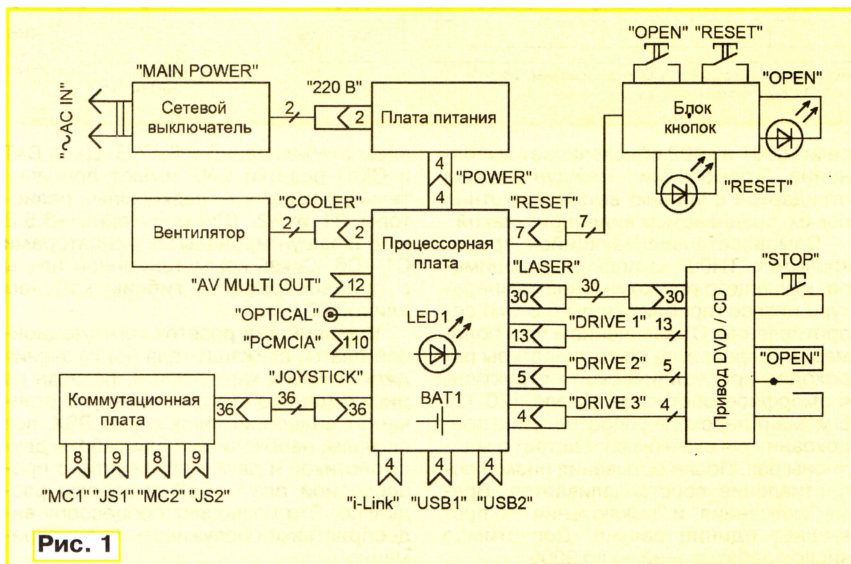 "OPEN" "RESET"
"MAIN POWER"
"~AC IN"
Сетевой
выключатель
2
"220 В"
2
Плата питания
Блок
кнопок
"OPEN"
"RESET"
4
"POWER"
4
Вентилятор
2
"COOLER"
2
Процессорная
плата
"RESET"
7
7
"AV MULTI OUT"
12
"OPTICAL"
"PCMCIA"
110
LED1
BAT1
"LASER"
30
30
30
"DRIVE 1"
13
13
"DRIVE 2"
5
5
"DRIVE 3"
4
4
Привод DVD / CD
"STOP"
"OPEN"
Коммутационная
плата
36
36
"JOYSTICK"
36
8 9 8 9
"MC1" "JS1" "MC2" "JS2"
4 4 4
"i-Link" "USB1" "USB2"
Рис. 1